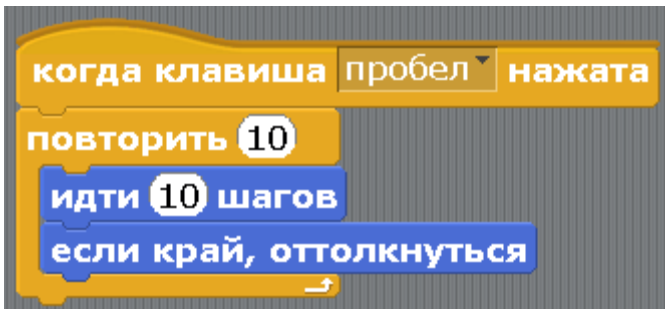 когда клавиша пробел нажата
повторить 10
идти 10 шагов
если край, оттолкнуться